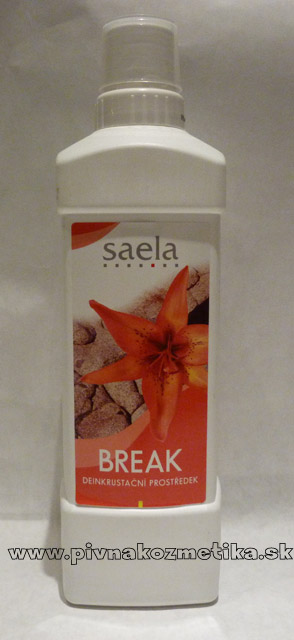 saela
BREAK
DEINKRUSTAČNÍ PROSTŘEDEK
www.pivnakozmetika.sk